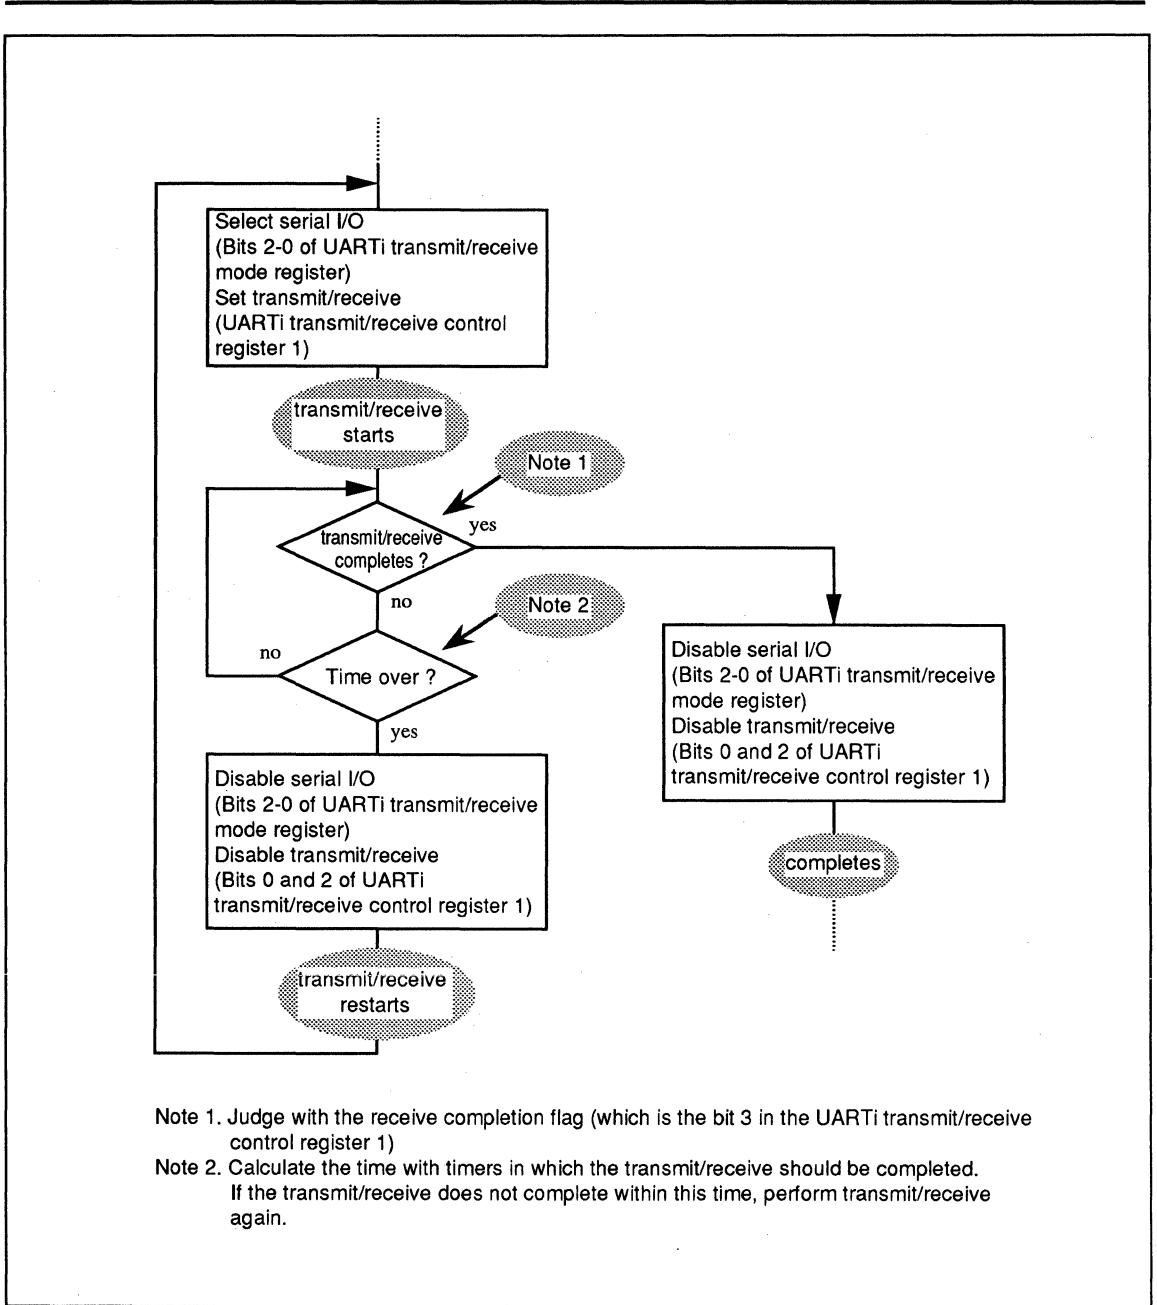 Select serial I/O
(Bits 2-0 of UARTi transmit/receive
mode register)
Set transmit/receive
(UARTi transmit/receive control
register 1)
transmit/receive
starts
Note 1
transmit/receive
completes ?
yes
no
Note 2
Time over ?
no
yes
Disable serial I/O
(Bits 2-0 of UARTi transmit/receive
mode register)
Disable transmit/receive
(Bits 0 and 2 of UARTi
transmit/receive control register 1)
transmit/receive
restarts
Disable serial I/O
(Bits 2-0 of UARTi transmit/receive
mode register)
Disable transmit/receive
(Bits 0 and 2 of UARTi
transmit/receive control register 1)
completes
Note 1. Judge with the receive completion flag (which is the bit 3 in the UARTi transmit/receive
control register 1)
Note 2. Calculate the time with timers in which the transmit/receive should be completed.
If the transmit/receive does not complete within this time, perform transmit/receive
again.